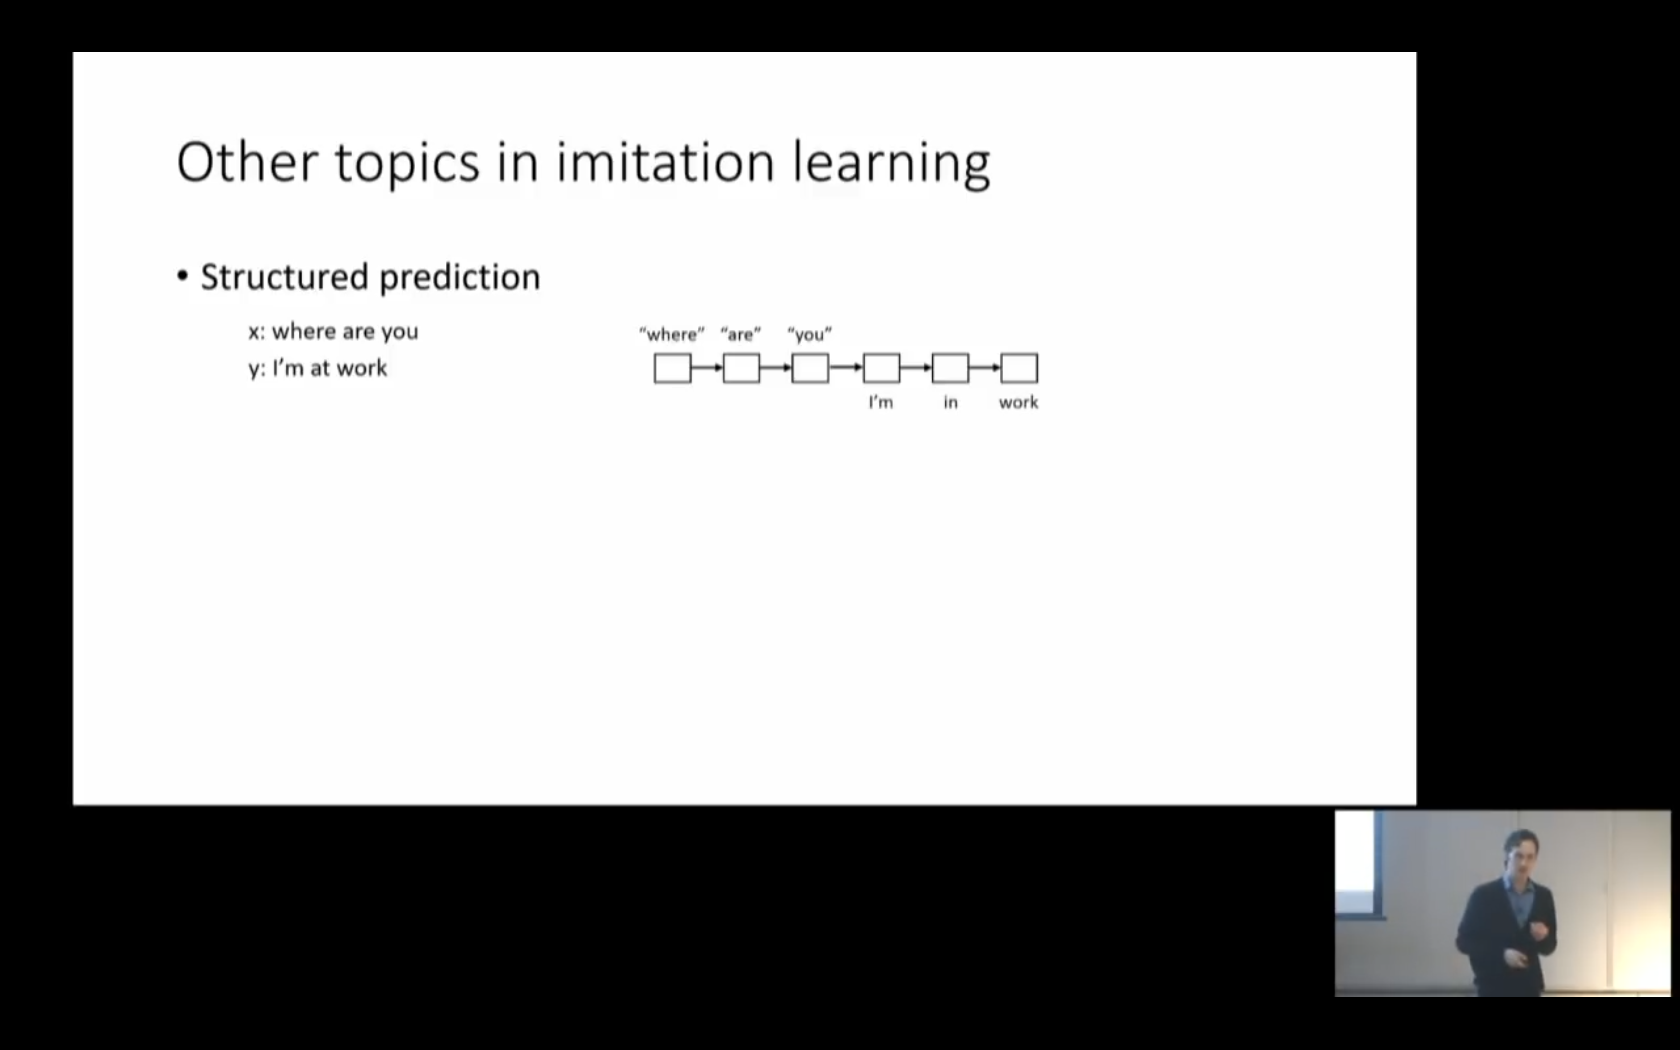 Other topics in imitation learning
• Structured prediction
x: where are you
y: I'm at work
“where” “are” “you”
I'm in work